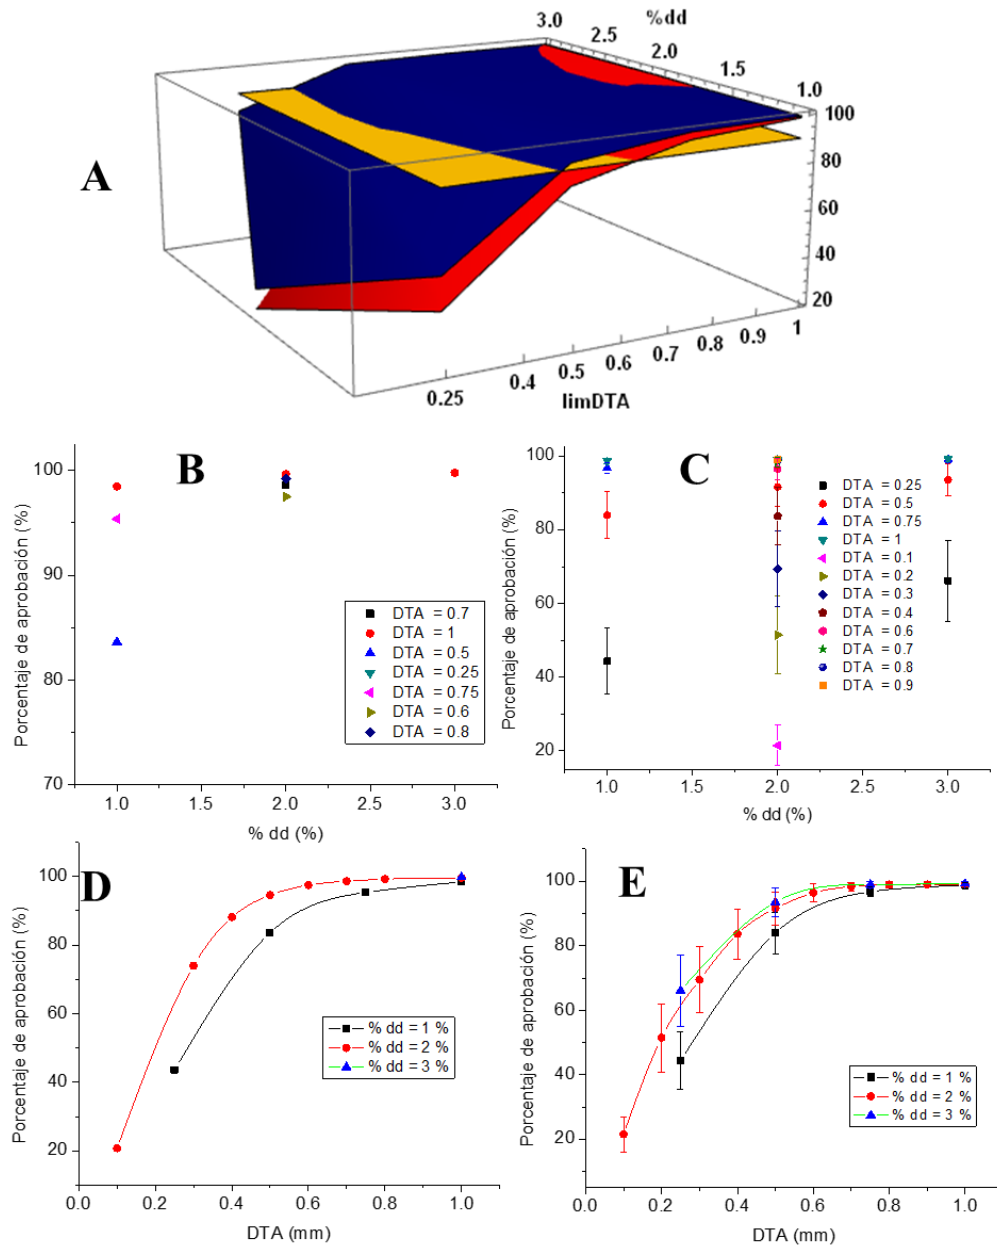 A
3.0
2.5
%dd
2.0
1.5
1.0
100
80
60
40
20
0.25
0.4
0.5
0.6
0.7
0.8
0.9
1
limDTA
B
Porcentaje de aprobación (%)
100
90
80
70
1.0
1.5
2.0
2.5
3.0
% dd (%)
DTA = 0.7
DTA = 1
DTA = 0.5
DTA = 0.25
DTA = 0.75
DTA = 0.6
DTA = 0.8
C
Porcentaje de aprobación (%)
100
80
60
40
20
1.0
1.5
2.0
2.5
3.0
% dd (%)
DTA = 0.25
DTA = 0.5
DTA = 0.75
DTA = 1
DTA = 0.1
DTA = 0.2
DTA = 0.3
DTA = 0.4
DTA = 0.6
DTA = 0.7
DTA = 0.8
DTA = 0.9
D
Porcentaje de aprobación (%)
100
80
60
40
20
0.0
0.2
0.4
0.6
0.8
1.0
DTA (mm)
% dd = 1 %
% dd = 2 %
% dd = 3 %
E
Porcentaje de aprobación (%)
100
80
60
40
20
0.0
0.2
0.4
0.6
0.8
1.0
DTA (mm)
% dd = 1 %
% dd = 2 %
% dd = 3 %